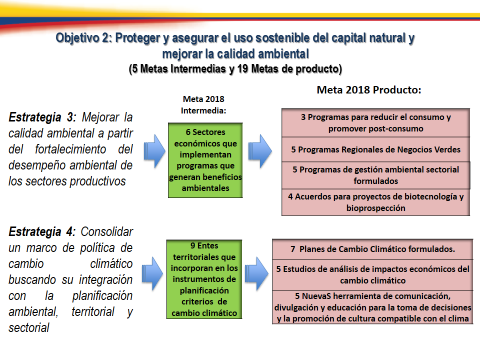 Objetivo 2: Proteger y asegurar el uso sostenible del capital natural y
mejorar la calidad ambiental
(5 Metas Intermedias y 19 Metas de producto)
Meta 2018
Intermedia:
Meta 2018 Producto:
Estrategia 3: Mejorar la
calidad ambiental a partir
del fortalecimiento del
desempeño ambiental de
los sectores productivos
6 Sectores
económicos que
implementan
programas que
generan beneficios
ambientales
3 Programas para reducir el consumo y
promover post-consumo
5 Programas Regionales de Negocios Verdes
5 Programas de gestión ambiental sectorial
formulados
4 Acuerdos para proyectos de biotecnología y
bioprospección
Estrategia 4: Consolidar
un marco de política de
cambio climático
buscando su integración
con la planificación
ambiental, territorial y
sectorial
9 Entes
territoriales que
incorporan en los
instrumentos de
planificación
criterios de
cambio climático
7 Planes de Cambio Climático formulados.
5 Estudios de análisis de impactos económicos del
cambio climático
5 NuevaS herramienta de comunicación,
divulgación y educación para la toma de decisiones
y la promoción de cultura compatible con el clima